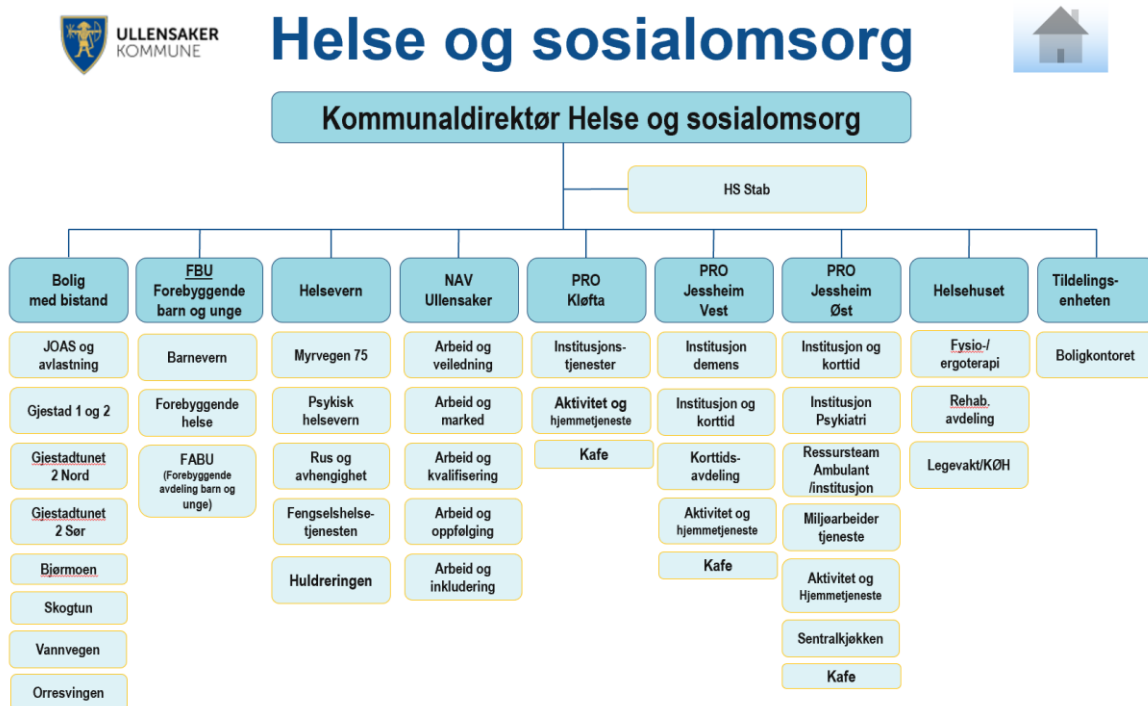 ULLENSAKER
KOMMUNE
Helse og sosialomsorg
Kommunaldirektør Helse og sosialomsorg
HS Stab
Bolig
med bistand
JOAS og
avlastning
Gjestad 1 og 2
Gjestadtunet
2 Nord
Gjestadtunet
2 Sør
Bjørmoen
Skogtun
Vannvegen
Orresvingen
FBU
Forebyggende
barn og unge
Barnevern
Forebyggende
helse
FABU
(Forebyggende
avdeling barn og
unge)
Helsevern
Myrvegen 75
Psykisk
helsevern
Rus og
avhengighet
Fengselshelse-
tjenesten
Huldreringen
NAV
Ullensaker
Arbeid og
veiledning
Arbeid og
marked
Arbeid og
kvalifisering
Arbeid og
oppfølging
Arbeid og
inkludering
PRO
Kløfta
Institusjons-
tjenester
Aktivitet og
hjemmetjeneste
Kafe
PRO
Jessheim
Vest
Institusjon
demens
Institusjon og
korttid
Korttids-
avdeling
Aktivitet og
hjemmetjeneste
Kafe
PRO
Jessheim
Øst
Institusjon og
korttid
Institusjon
Psykiatri
Ressursteam
Ambulant
/institusjon
Miljøarbeider
tjeneste
Aktivitet og
Hjemmetjeneste
Sentralkjøkken
Kafe
Helsehuset
Fysio-/
ergoterapi
Rehab.
avdeling
Legevakt/KØH
Tildelings-
enheten
Boligkontoret